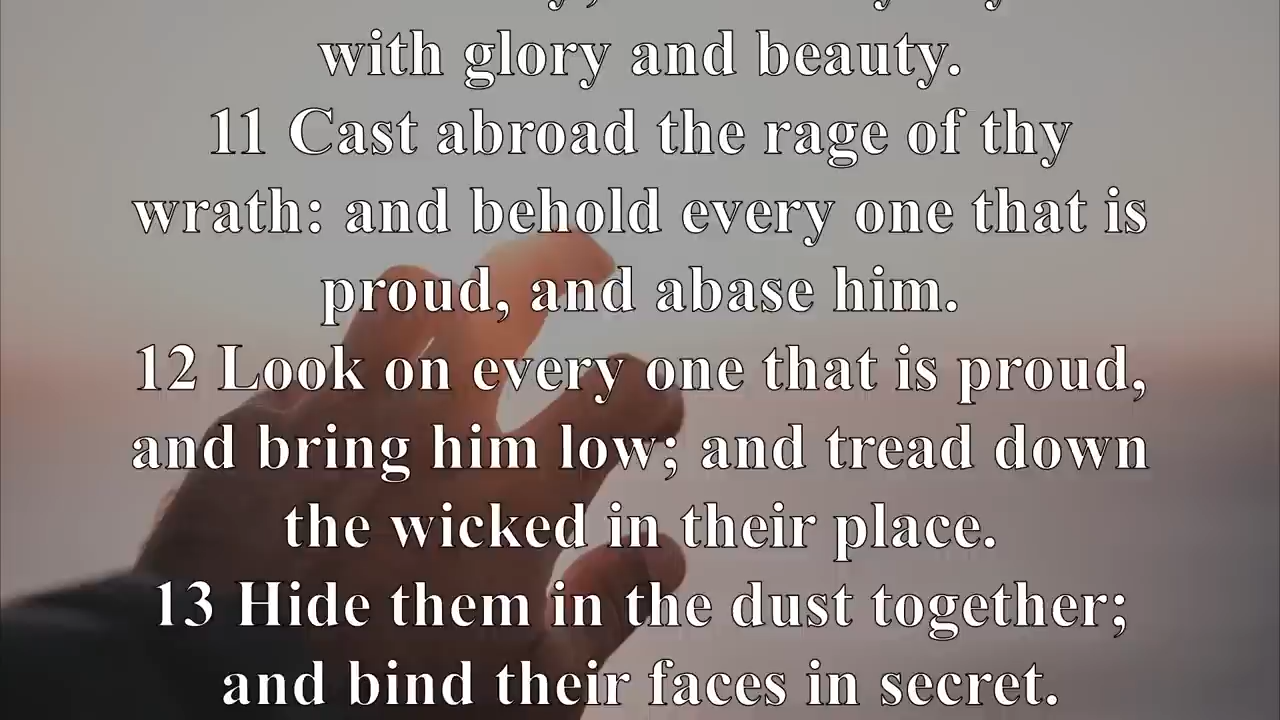 with glory and beauty.
11 Cast abroad the rage of thy
wrath: and behold every one that is
proud, and abase him.
12 Look on every one that is proud,
and bring him low; and tread down
the wicked in their place.
13 Hide them in the dust together;
and bind their faces in secret.